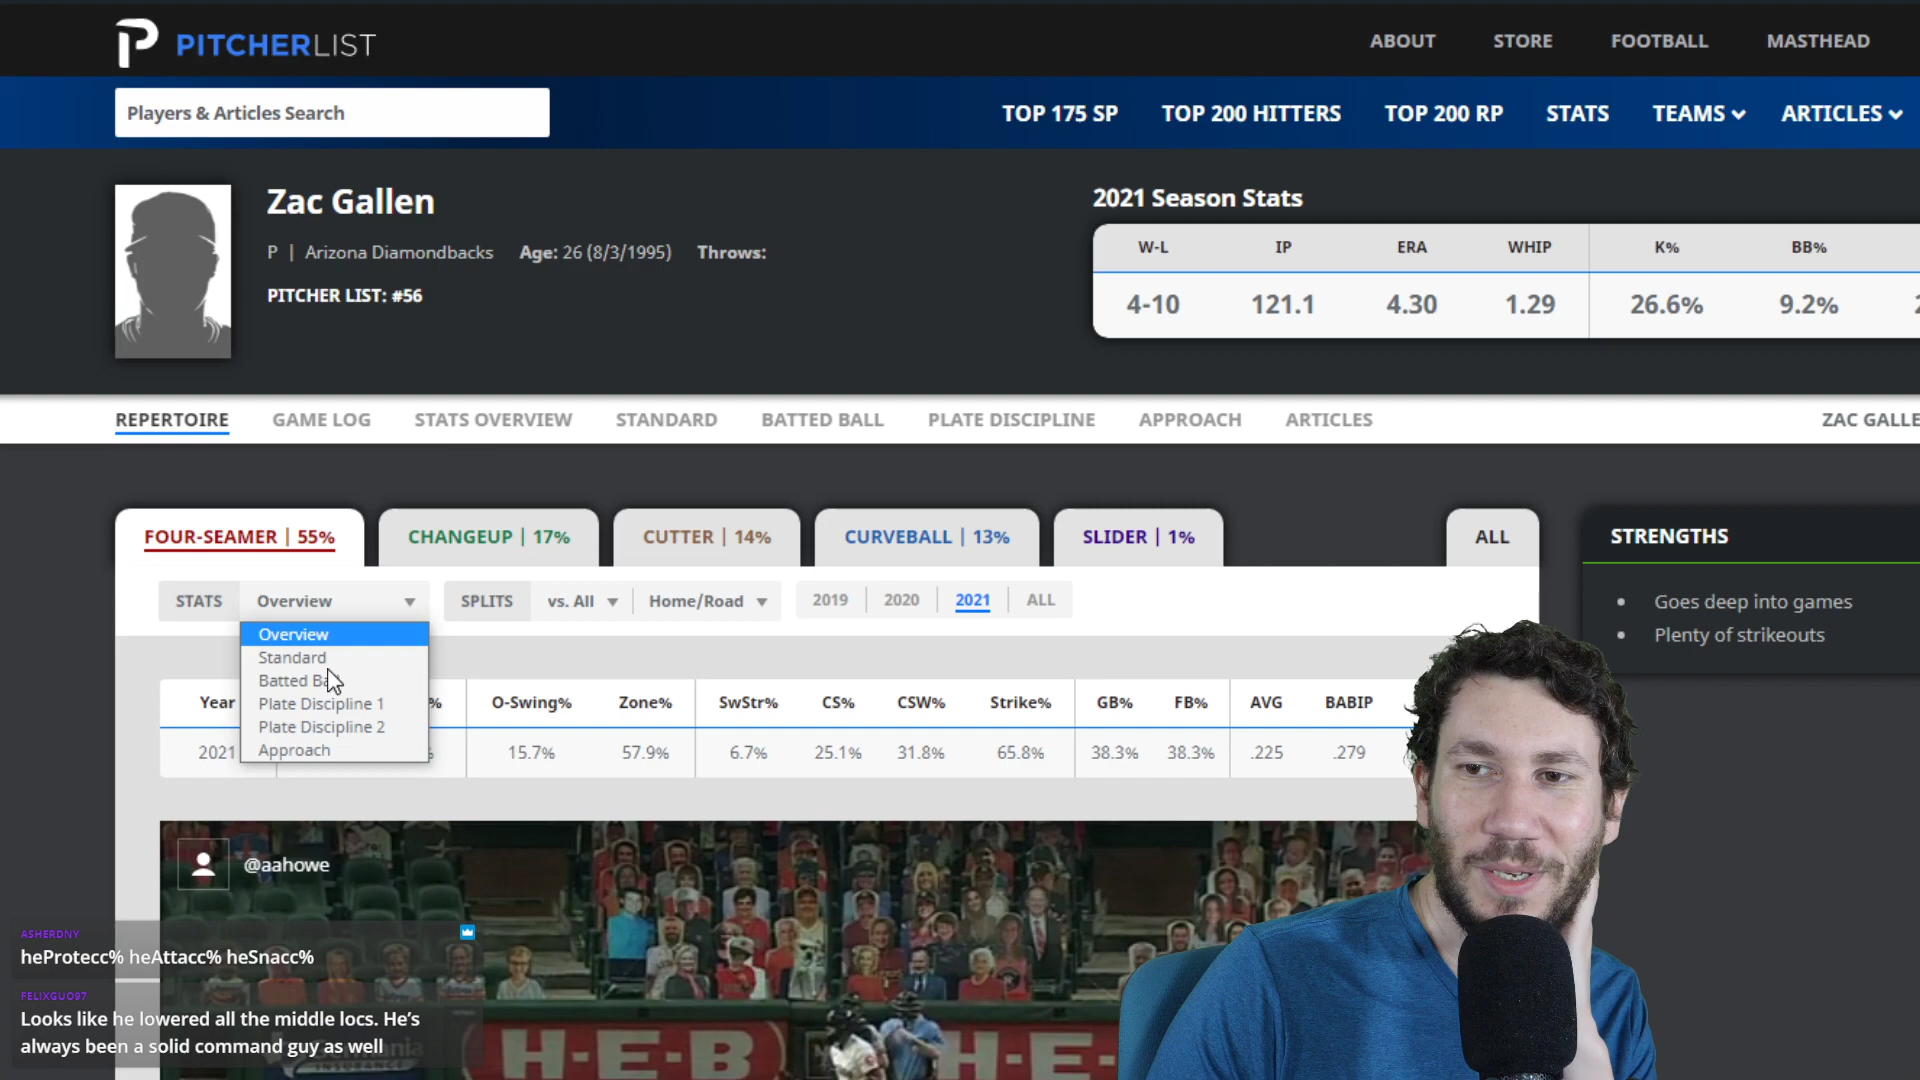 PITCHERLIST
ABOUT STORE FOOTBALL MASTHEAD
Players & Articles Search
TOP 175 SP TOP 200 HITTERS TOP 200 RP STATS TEAMS ARTICLES
Zac Gallen
P | Arizona Diamondbacks Age: 26 (8/3/1995) Throws:
PITCHER LIST: #56
2021 Season Stats
W-L IP ERA WHIP K% BB%
4-10 121.1 4.30 1.29 26.6% 9.2%
REPERTOIRE GAME LOG STATS OVERVIEW STANDARD BATTED BALL PLATE DISCIPLINE APPROACH ARTICLES ZAC GALLE
FOUR-SEAMER | 55% CHANGEUP | 17% CUTTER | 14% CURVEBALL | 13% SLIDER | 1% ALL
STATS Overview SPLITS vs. All Home/Road 2019 2020 2021 ALL
Overview
Standard
Batted Ba
Plate Discipline 1
Plate Discipline 2
Approach
Year % O-Swing% Zone% SwStr% CS% CSW% Strike% GB% FB% AVG BABIP
2021 % 15.7% 57.9% 6.7% 25.1% 31.8% 65.8% 38.3% 38.3% .225 .279
STRENGTHS
Goes deep into games
Plenty of strikeouts
@aahowe
ASHERDNY
heProtecc% heAttacc% heSnacc%
FELIXGUO97
Looks like he lowered all the middle locs. He's
always been a solid command guy as well
H-E-B H-E-
INSURANCE